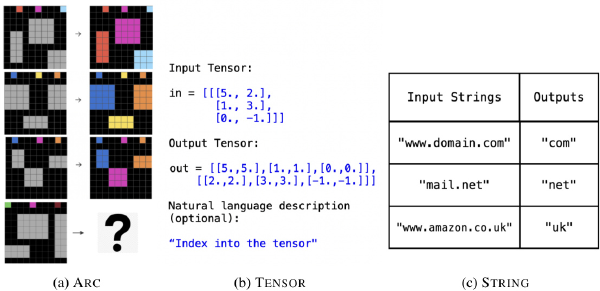 ?
(a) ARC
Input Tensor:
in = [[[5., 2.],
[1., 3.],
[0., -1.]]]
Output Tensor:
out = [[5.,5.],[1.,1.],[0.,0.]],
[[2.,2.],[3.,3.],[-1.,-1.]]]
Natural language description
(optional):
“Index into the tensor"
(b) TENSOR
Input Strings Outputs
"www.domain.com" "com"
"mail.net" "net"
"www.amazon.co.uk" "uk"
(c) STRING